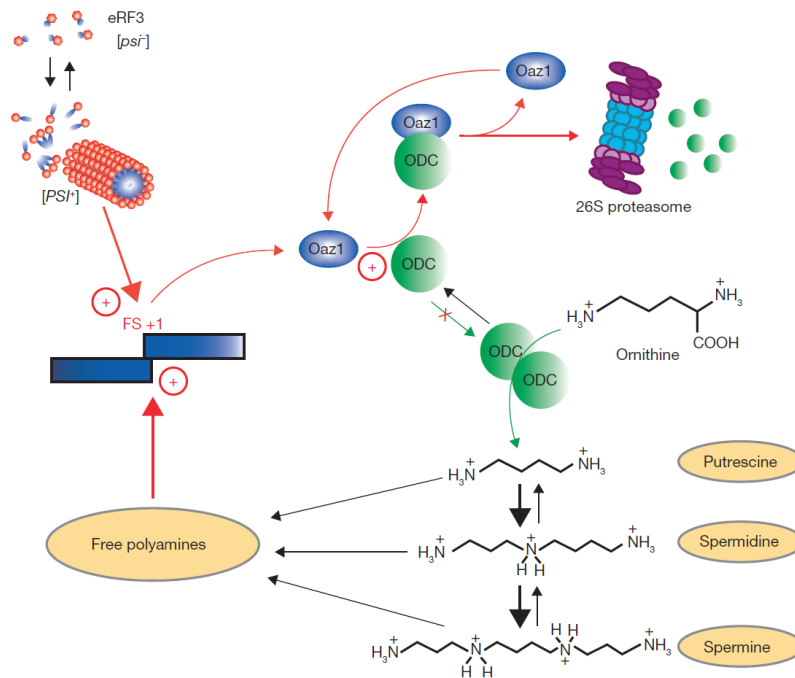 eRF3
[psi⁻]
[PSI⁺]
Oaz1
Oaz1
ODC
26S proteasome
Oaz1
+
ODC
+
FS +1
+
ODC
ODC
H₃N⁺
NH₃⁺
COOH
Ornithine
H₃N⁺
NH₃⁺
Putrescine
Free polyamines
H₃N⁺
N⁺
H H
NH₃⁺
Spermidine
H₃N⁺
N⁺
H H
H H
N⁺
NH₃⁺
Spermine